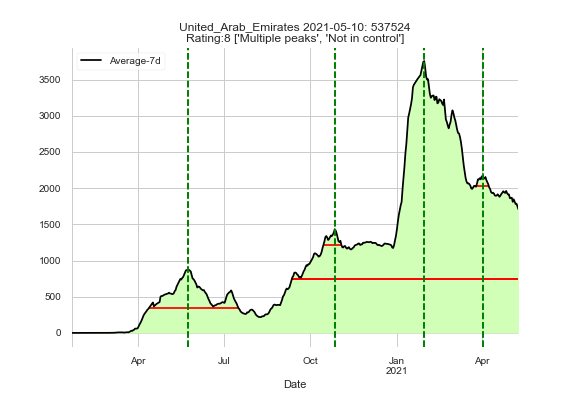 United_Arab_Emirates 2021-05-10: 537524
Rating:8 ['Multiple peaks', 'Not in control']
Average-7d
3500
3000
2500
2000
1500
1000
500
0
Apr
Jul
Oct
Jan
2021
Apr
Date